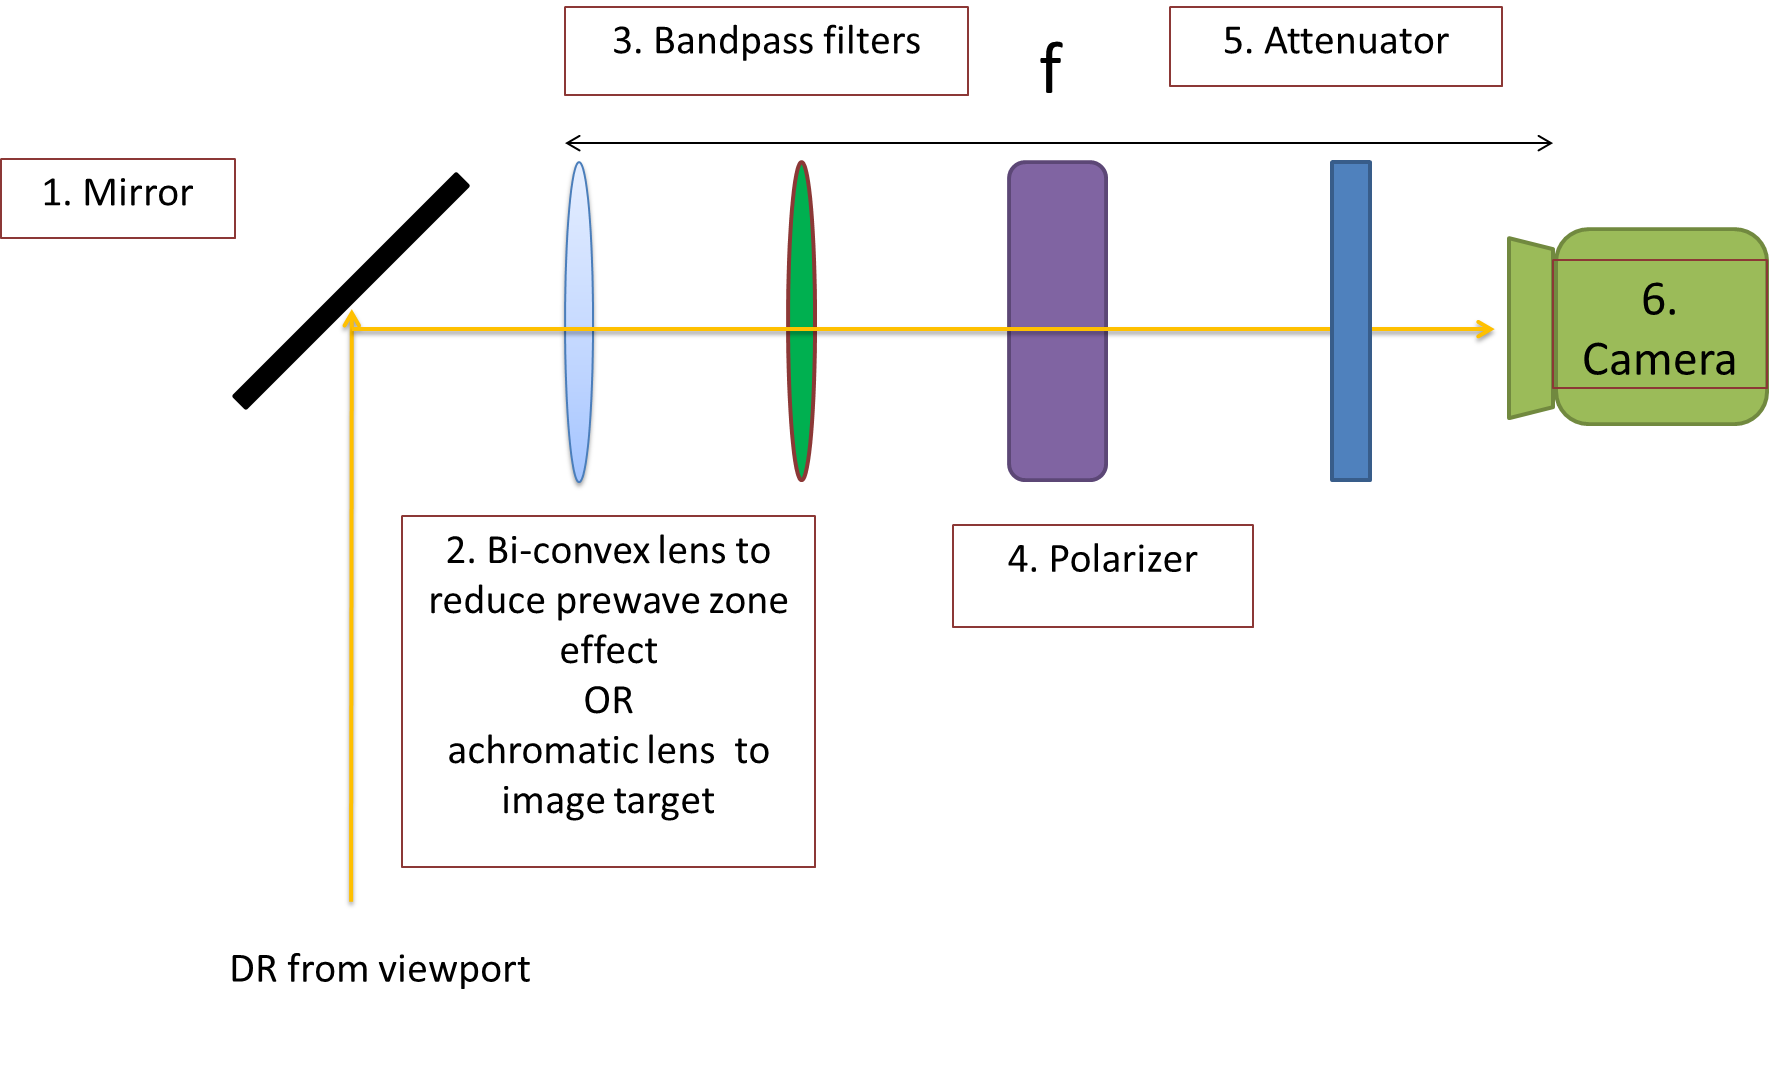 3. Bandpass filters
f
5. Attenuator
1. Mirror
6.
Camera
2. Bi-convex lens to
reduce prewave zone
effect
OR
achromatic lens to
image target
4. Polarizer
DR from viewport